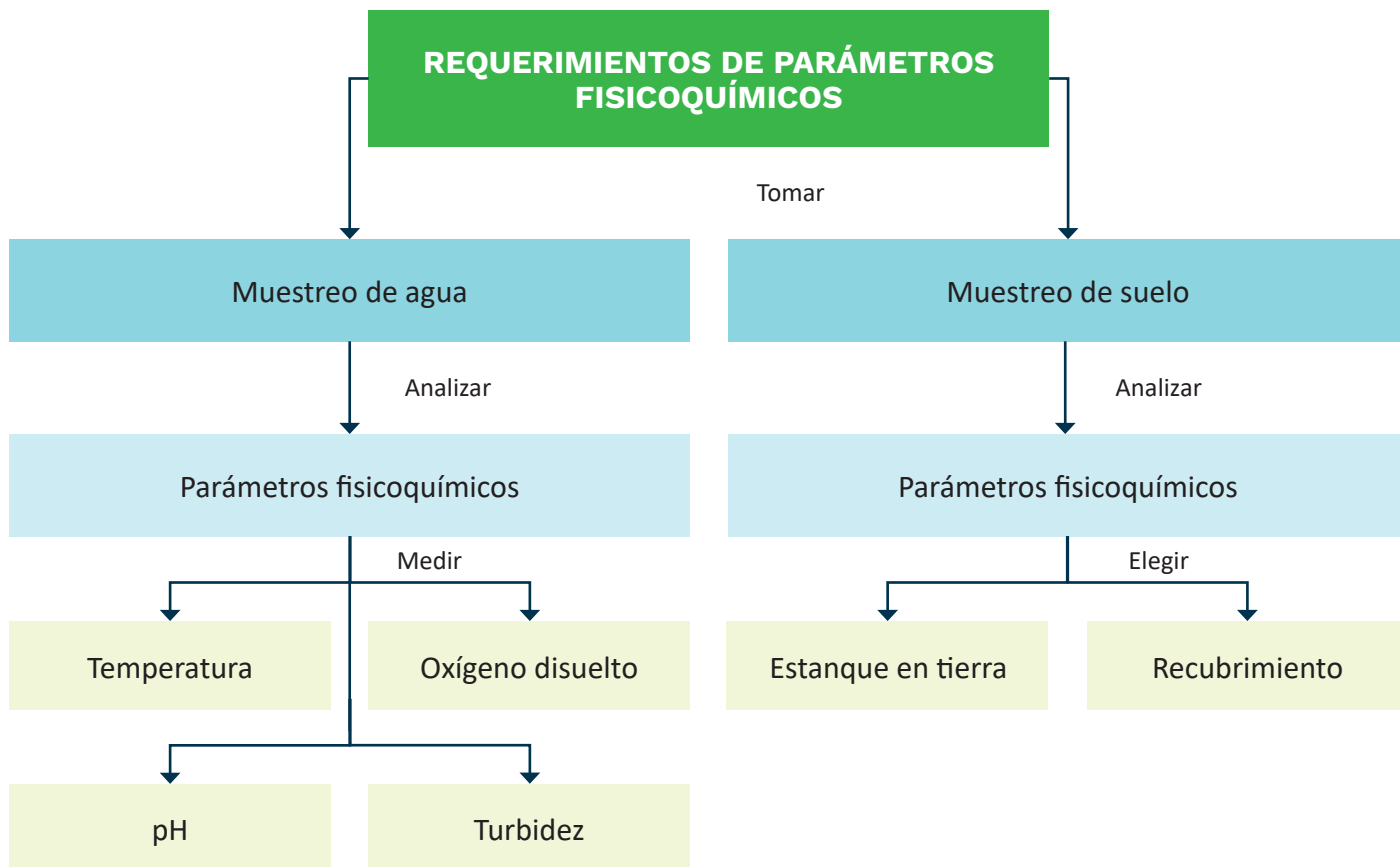 REQUERIMIENTOS DE PARÁMETROS
FISICOQUÍMICOS
Tomar
Muestreo de agua
Muestreo de suelo
Analizar
Analizar
Parámetros fisicoquímicos
Parámetros fisicoquímicos
Medir
Elegir
Temperatura
Oxígeno disuelto
Estanque en tierra
Recubrimiento
pH
Turbidez